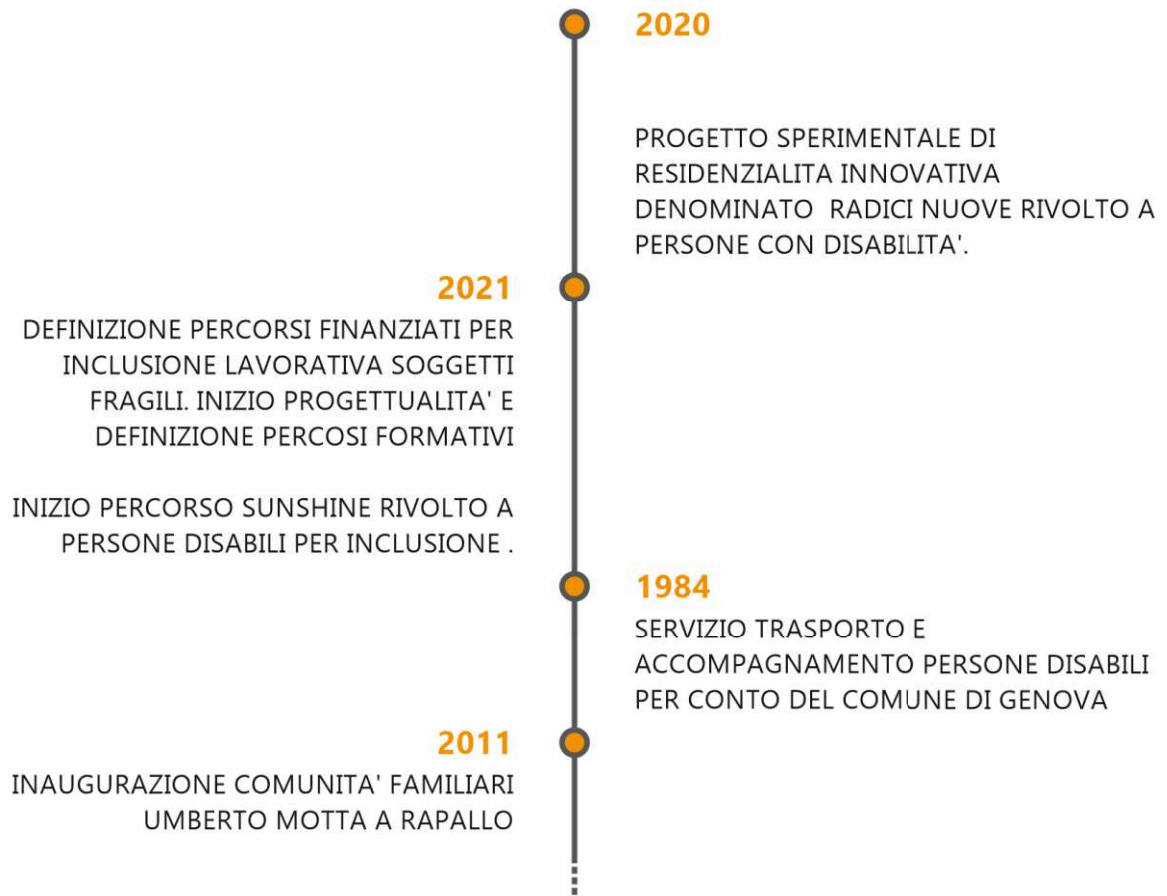 2020
PROGETTO SPERIMENTALE DI
RESIDENZIALITA INNOVATIVA
DENOMINATO  RADICI NUOVE RIVOLTO A
PERSONE CON DISABILITA'.
2021
DEFINIZIONE PERCORSI FINANZIATI PER
INCLUSIONE LAVORATIVA SOGGETTI
FRAGILI. INIZIO PROGETTUALITA' E
DEFINIZIONE PERCOSI FORMATIVI
INIZIO PERCORSO SUNSHINE RIVOLTO A
PERSONE DISABILI PER INCLUSIONE .
1984
SERVIZIO TRASPORTO E
ACCOMPAGNAMENTO PERSONE DISABILI
PER CONTO DEL COMUNE DI GENOVA
2011
INAUGURAZIONE COMUNITA' FAMILIARI
UMBERTO MOTTA A RAPALLO